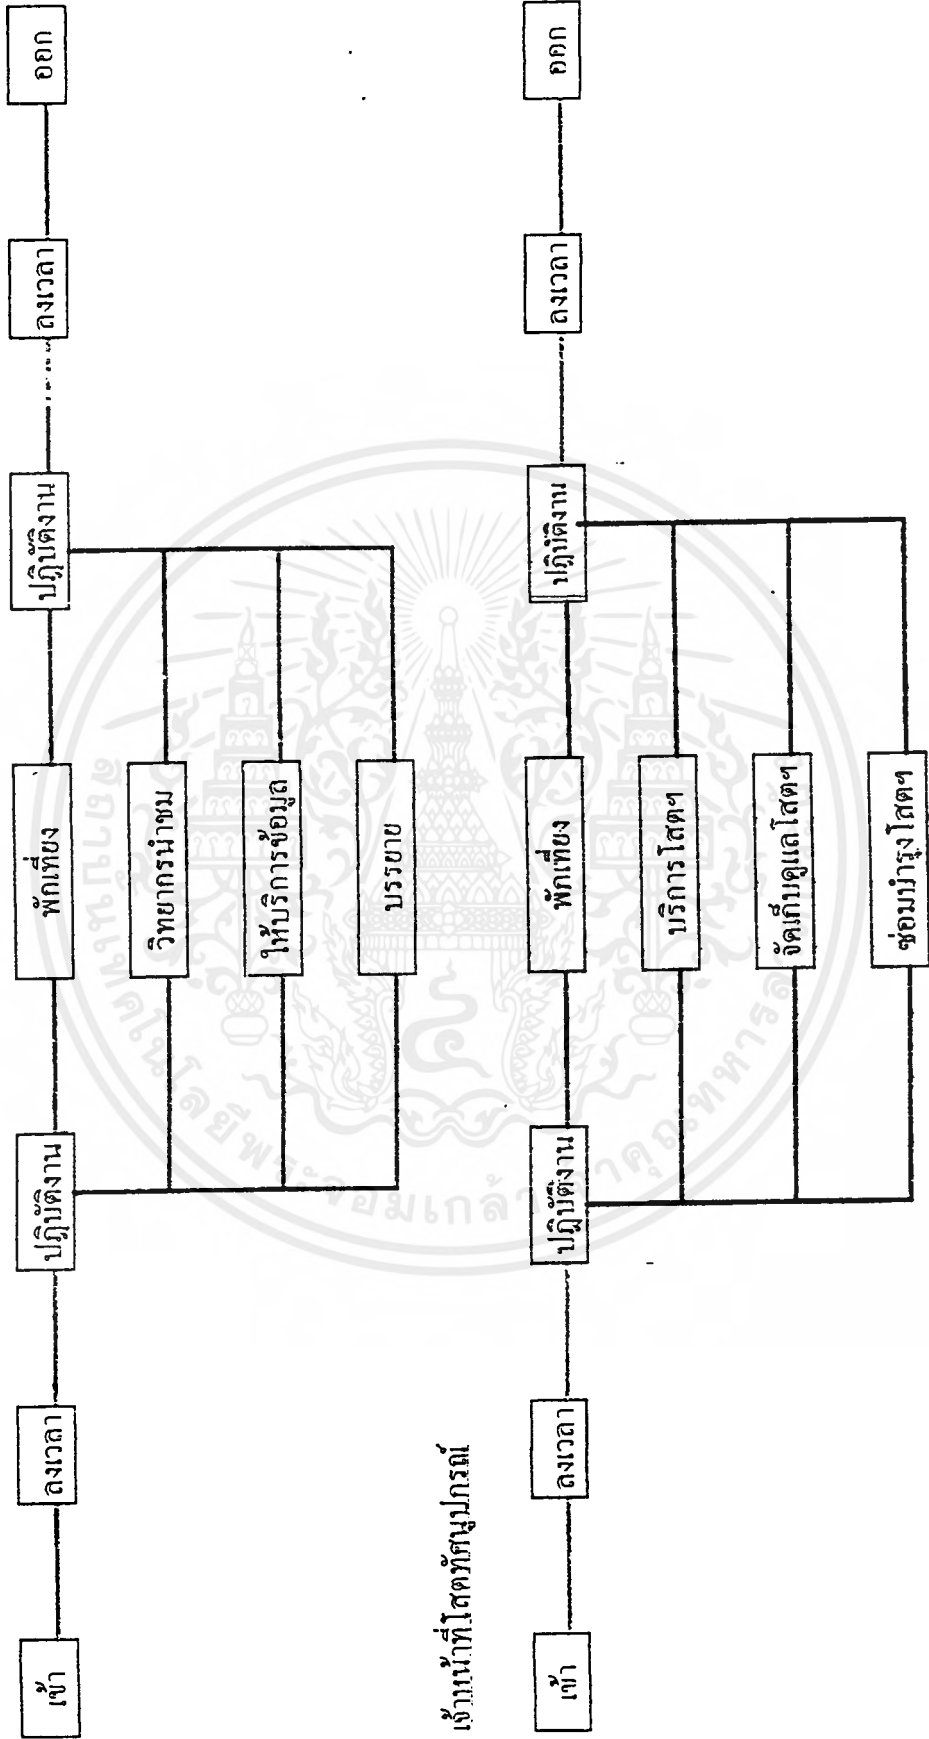 เข้า
ลงเวลา
ปฏิบัติงาน
พักเที่ยง
ปฏิบัติงาน
ลงเวลา
ออก
วิทยากรนำชม
ให้บริการข้อมูล
บรรยาย
เจ้าหน้าที่โสตทัศนูปกรณ์
เข้า
ลงเวลา
ปฏิบัติงาน
พักเที่ยง
ปฏิบัติงาน
ลงเวลา
ออก
บริการโสตฯ
จัดเก็บดูแลโสตฯ
ซ่อมบำรุงโสตฯ